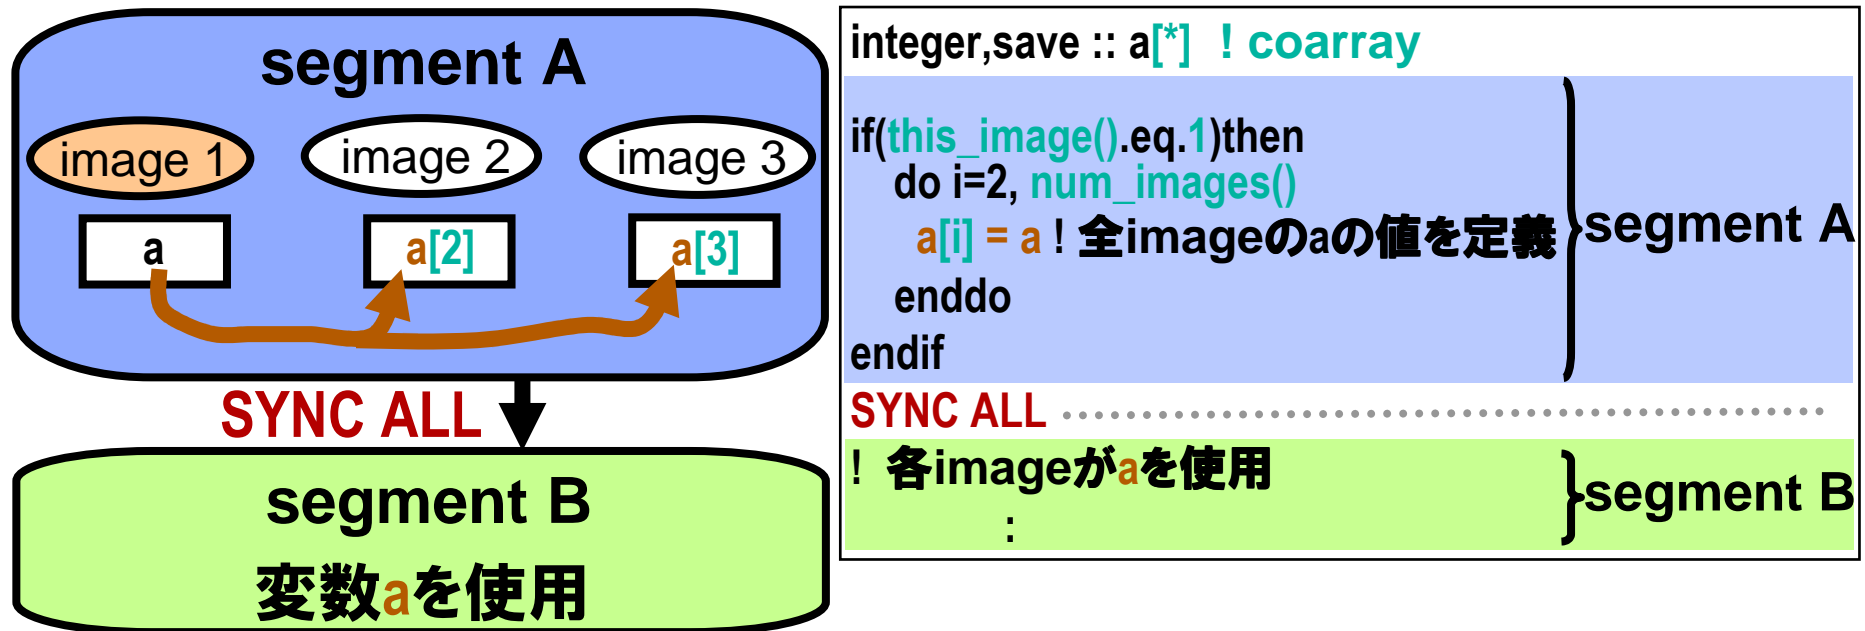 segment A
image 1 image 2 image 3
a a[2] a[3]
SYNC ALL
segment B
変数aを使用
integer,save :: a[*] ! coarray
if(this_image().eq.1)then
do i=2, num_images()
a[i] = a ! 全imageのaの値を定義
segment A
enddo
endif
SYNC ALL
! 各imageがaを使用
:
segment B